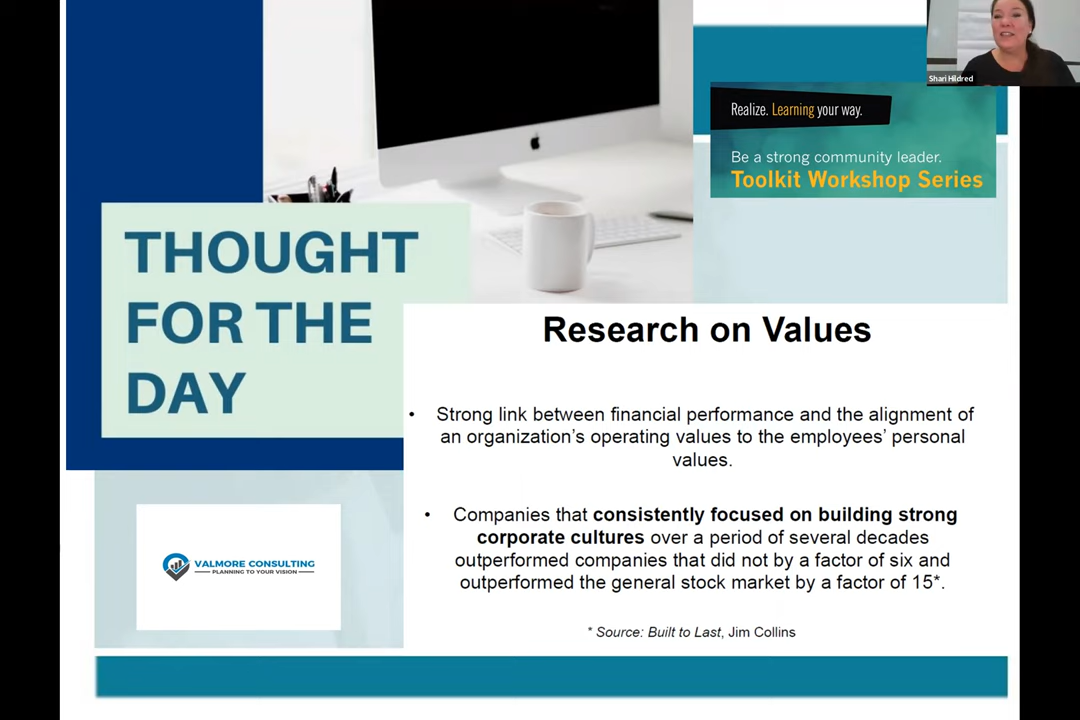 Shari Hildred
Realize. Learning your way.
Be a strong community leader.
Toolkit Workshop Series
THOUGHT
FOR THE
DAY
Research on Values
• Strong link between financial performance and the alignment of
an organization's operating values to the employees' personal
values.
• Companies that consistently focused on building strong
corporate cultures over a period of several decades
outperformed companies that did not by a factor of six and
outperformed the general stock market by a factor of 15*.
* Source: Built to Last, Jim Collins
VALMORE CONSULTING
PLANNING TO YOUR VISION